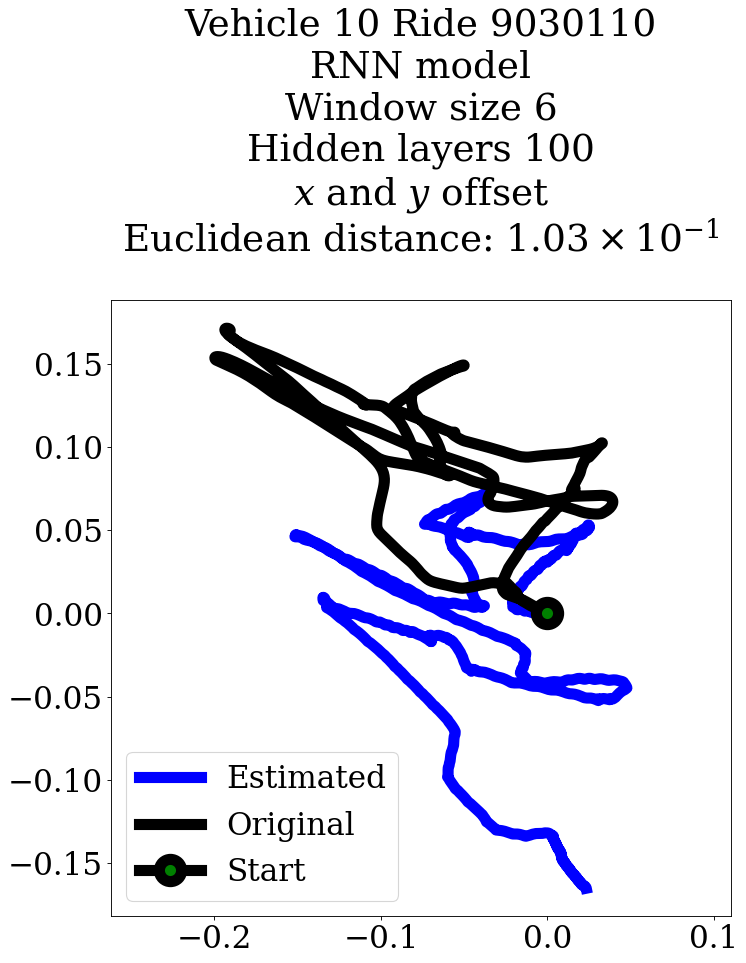 Vehicle 10 Ride 9030110
RNN model
Window size 6
Hidden layers 100
x and y offset
Euclidean distance: 1.03 × 10⁻¹
0.15
0.10
0.05
0.00
−0.05
−0.10
−0.15
Estimated
Original
Start
−0.2
−0.1
0.0
0.1